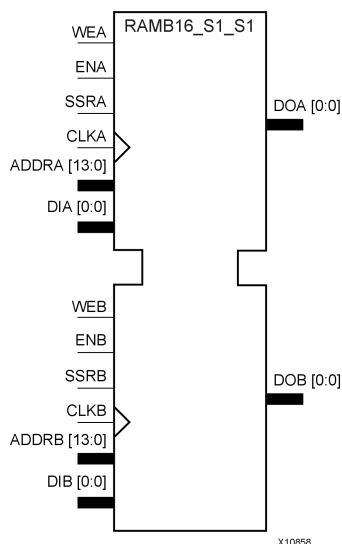 RAMB16_S1_S1
WEA
ENA
SSRA
CLKA
ADDRA [13:0]
DIA [0:0]
DOA [0:0]
WEB
ENB
SSRB
CLKB
ADDRB [13:0]
DIB [0:0]
DOB [0:0]
X10858